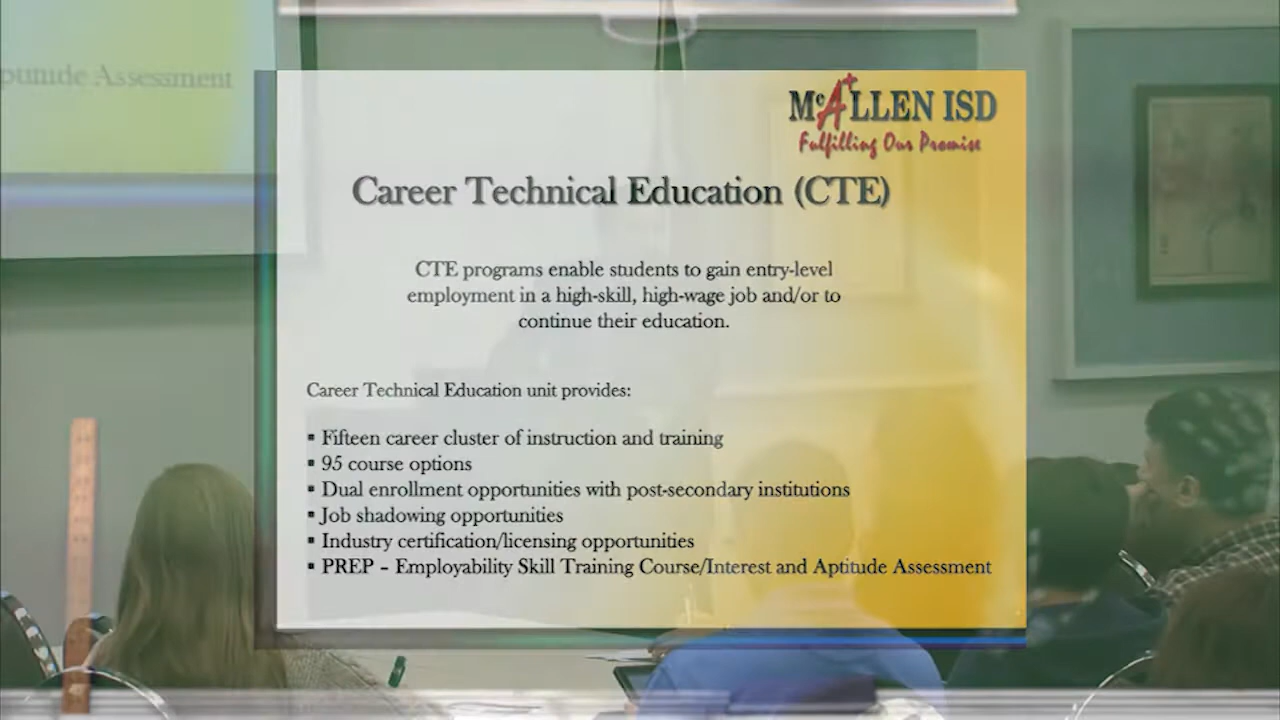 Assessment
McALLEN ISD
Fulfilling Our Promise
Career Technical Education (CTE)
CTE programs enable students to gain entry-level
employment in a high-skill, high-wage job and/or to
continue their education.
Career Technical Education unit provides:
▪ Fifteen career cluster of instruction and training
▪ 95 course options
▪ Dual enrollment opportunities with post-secondary institutions
▪ Job shadowing opportunities
▪ Industry certification/licensing opportunities
▪ PREP – Employability Skill Training Course/Interest and Aptitude Assessment